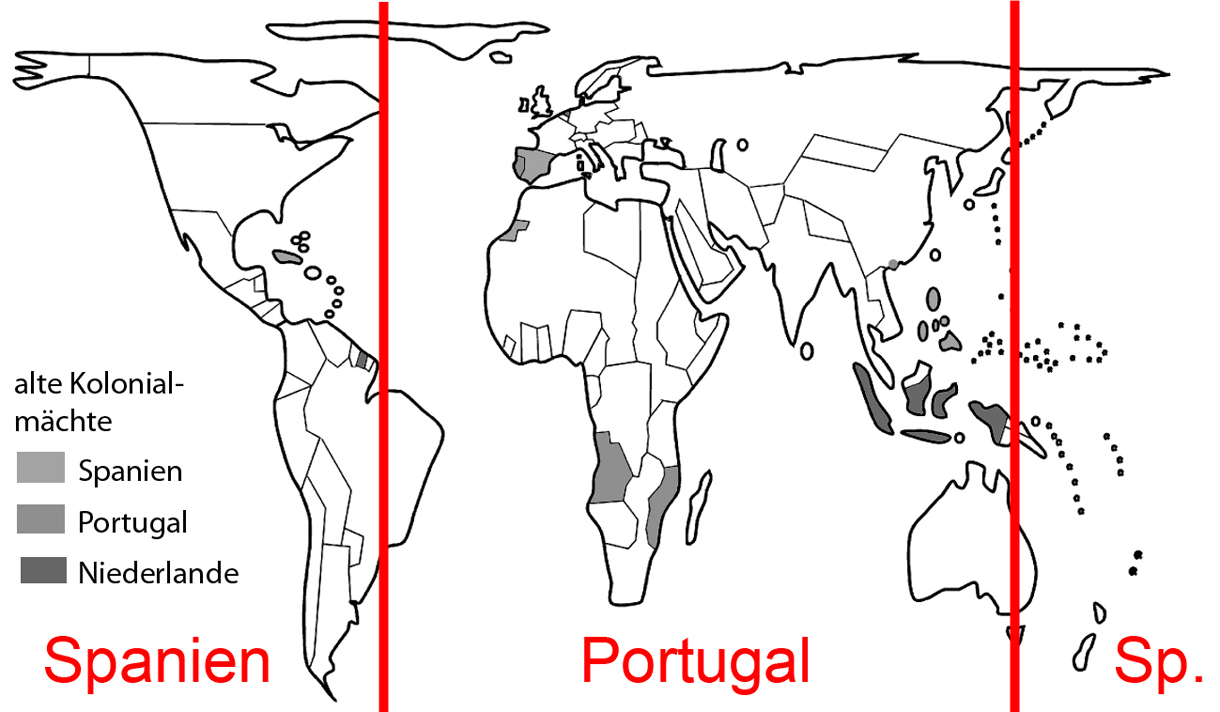 alte Kolonial-
mächte
Spanien
Portugal
Niederlande
Spanien
Portugal
Sp.